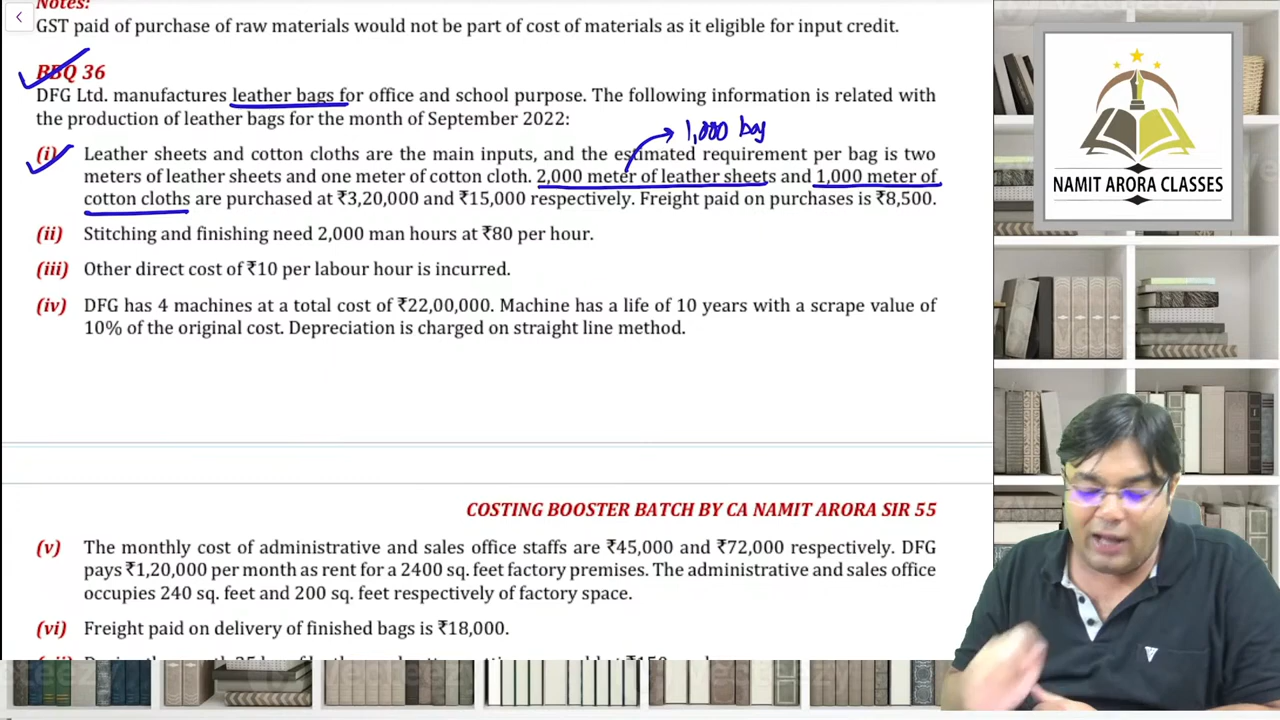 Notes:
GST paid of purchase of raw materials would not be part of cost of materials as it eligible for input credit.
BBQ 36
DFG Ltd. manufactures leather bags for office and school purpose. The following information is related with
the production of leather bags for the month of September 2022:
1,000 bag
(i) Leather sheets and cotton cloths are the main inputs, and the estimated requirement per bag is two
meters of leather sheets and one meter of cotton cloth. 2,000 meter of leather sheets and 1,000 meter of
cotton cloths are purchased at ₹3,20,000 and ₹15,000 respectively. Freight paid on purchases is ₹8,500.
(ii) Stitching and finishing need 2,000 man hours at ₹80 per hour.
(iii) Other direct cost of ₹10 per labour hour is incurred.
(iv) DFG has 4 machines at a total cost of ₹22,00,000. Machine has a life of 10 years with a scrape value of
10% of the original cost. Depreciation is charged on straight line method.
COSTING BOOSTER BATCH BY CA NAMIT ARORA SIR 55
(v) The monthly cost of administrative and sales office staffs are ₹45,000 and ₹72,000 respectively. DFG
pays ₹1,20,000 per month as rent for a 2400 sq. feet factory premises. The administrative and sales office
occupies 240 sq. feet and 200 sq. feet respectively of factory space.
(vi) Freight paid on delivery of finished bags is ₹18,000.
NAMIT ARORA CLASSES